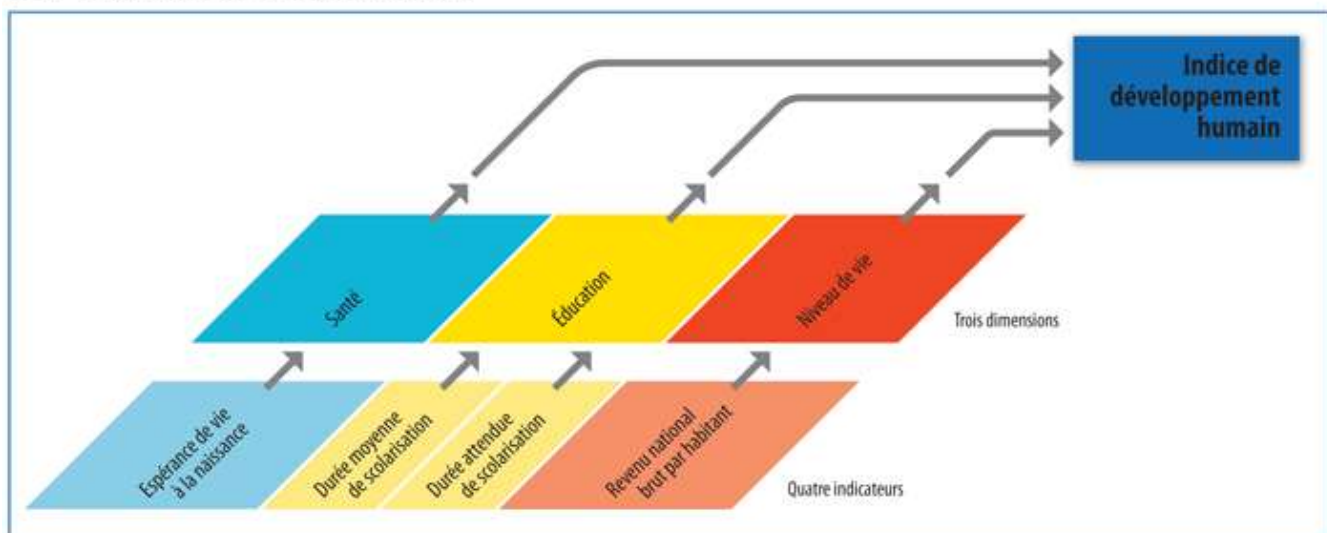 Indice de
développement
humain
Santé
Éducation
Niveau de vie
Trois dimensions
Espérance de vie
à la naissance
Durée moyenne
de scolarisation
Durée attendue
de scolarisation
Revenu national
brut par habitant
Quatre indicateurs